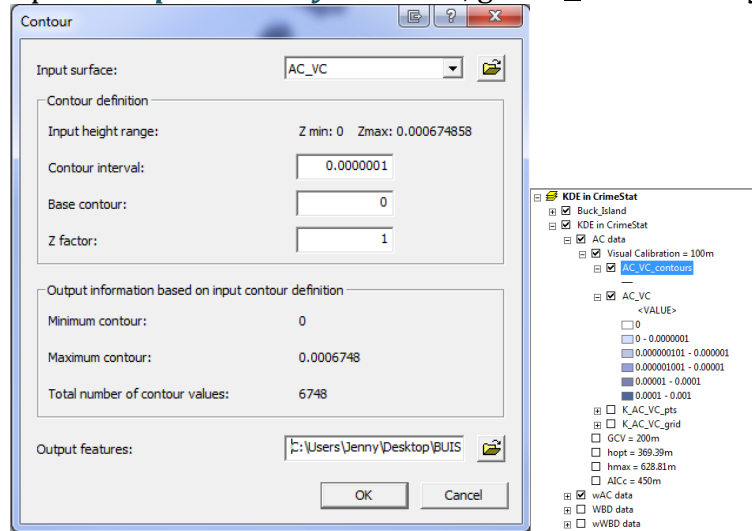 Contour
Input surface: AC_VC
Contour definition
Input height range: Z min: 0 Zmax: 0.000674858
Contour interval: 0.0000001
Base contour: 0
Z factor: 1
Output information based on input contour definition
Minimum contour: 0
Maximum contour: 0.0006748
Total number of contour values: 6748
Output features: C:\Users\Jenny\Desktop\BUIS
OK Cancel
KDE in CrimeStat
Buck_Island
KDE in CrimeStat
AC data
Visual Calibration = 100m
AC_VC_contours
AC_VC
<VALUE>
0
0 - 0.0000001
0.000000101 - 0.000001
0.000001001 - 0.00001
0.00001 - 0.0001
0.0001 - 0.001
K_AC_VC_pts
K_AC_VC_grid
GCV = 200m
hopt = 369.39m
hmax = 628.81m
AICc = 450m
wAC data
WBD data
wWBD data